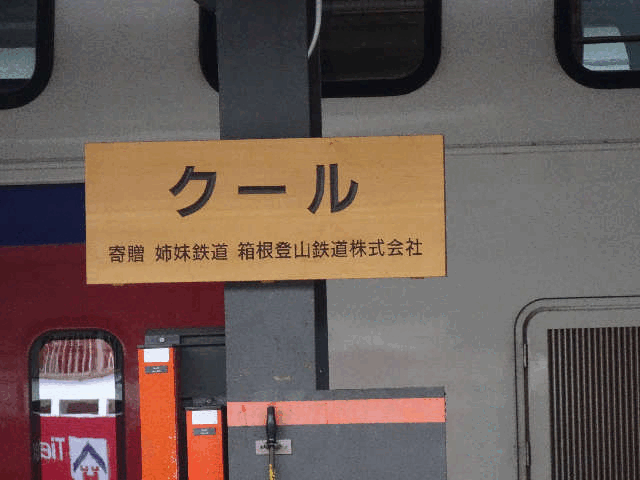 クール
寄贈 姉妹鉄道 箱根登山鉄道株式会社